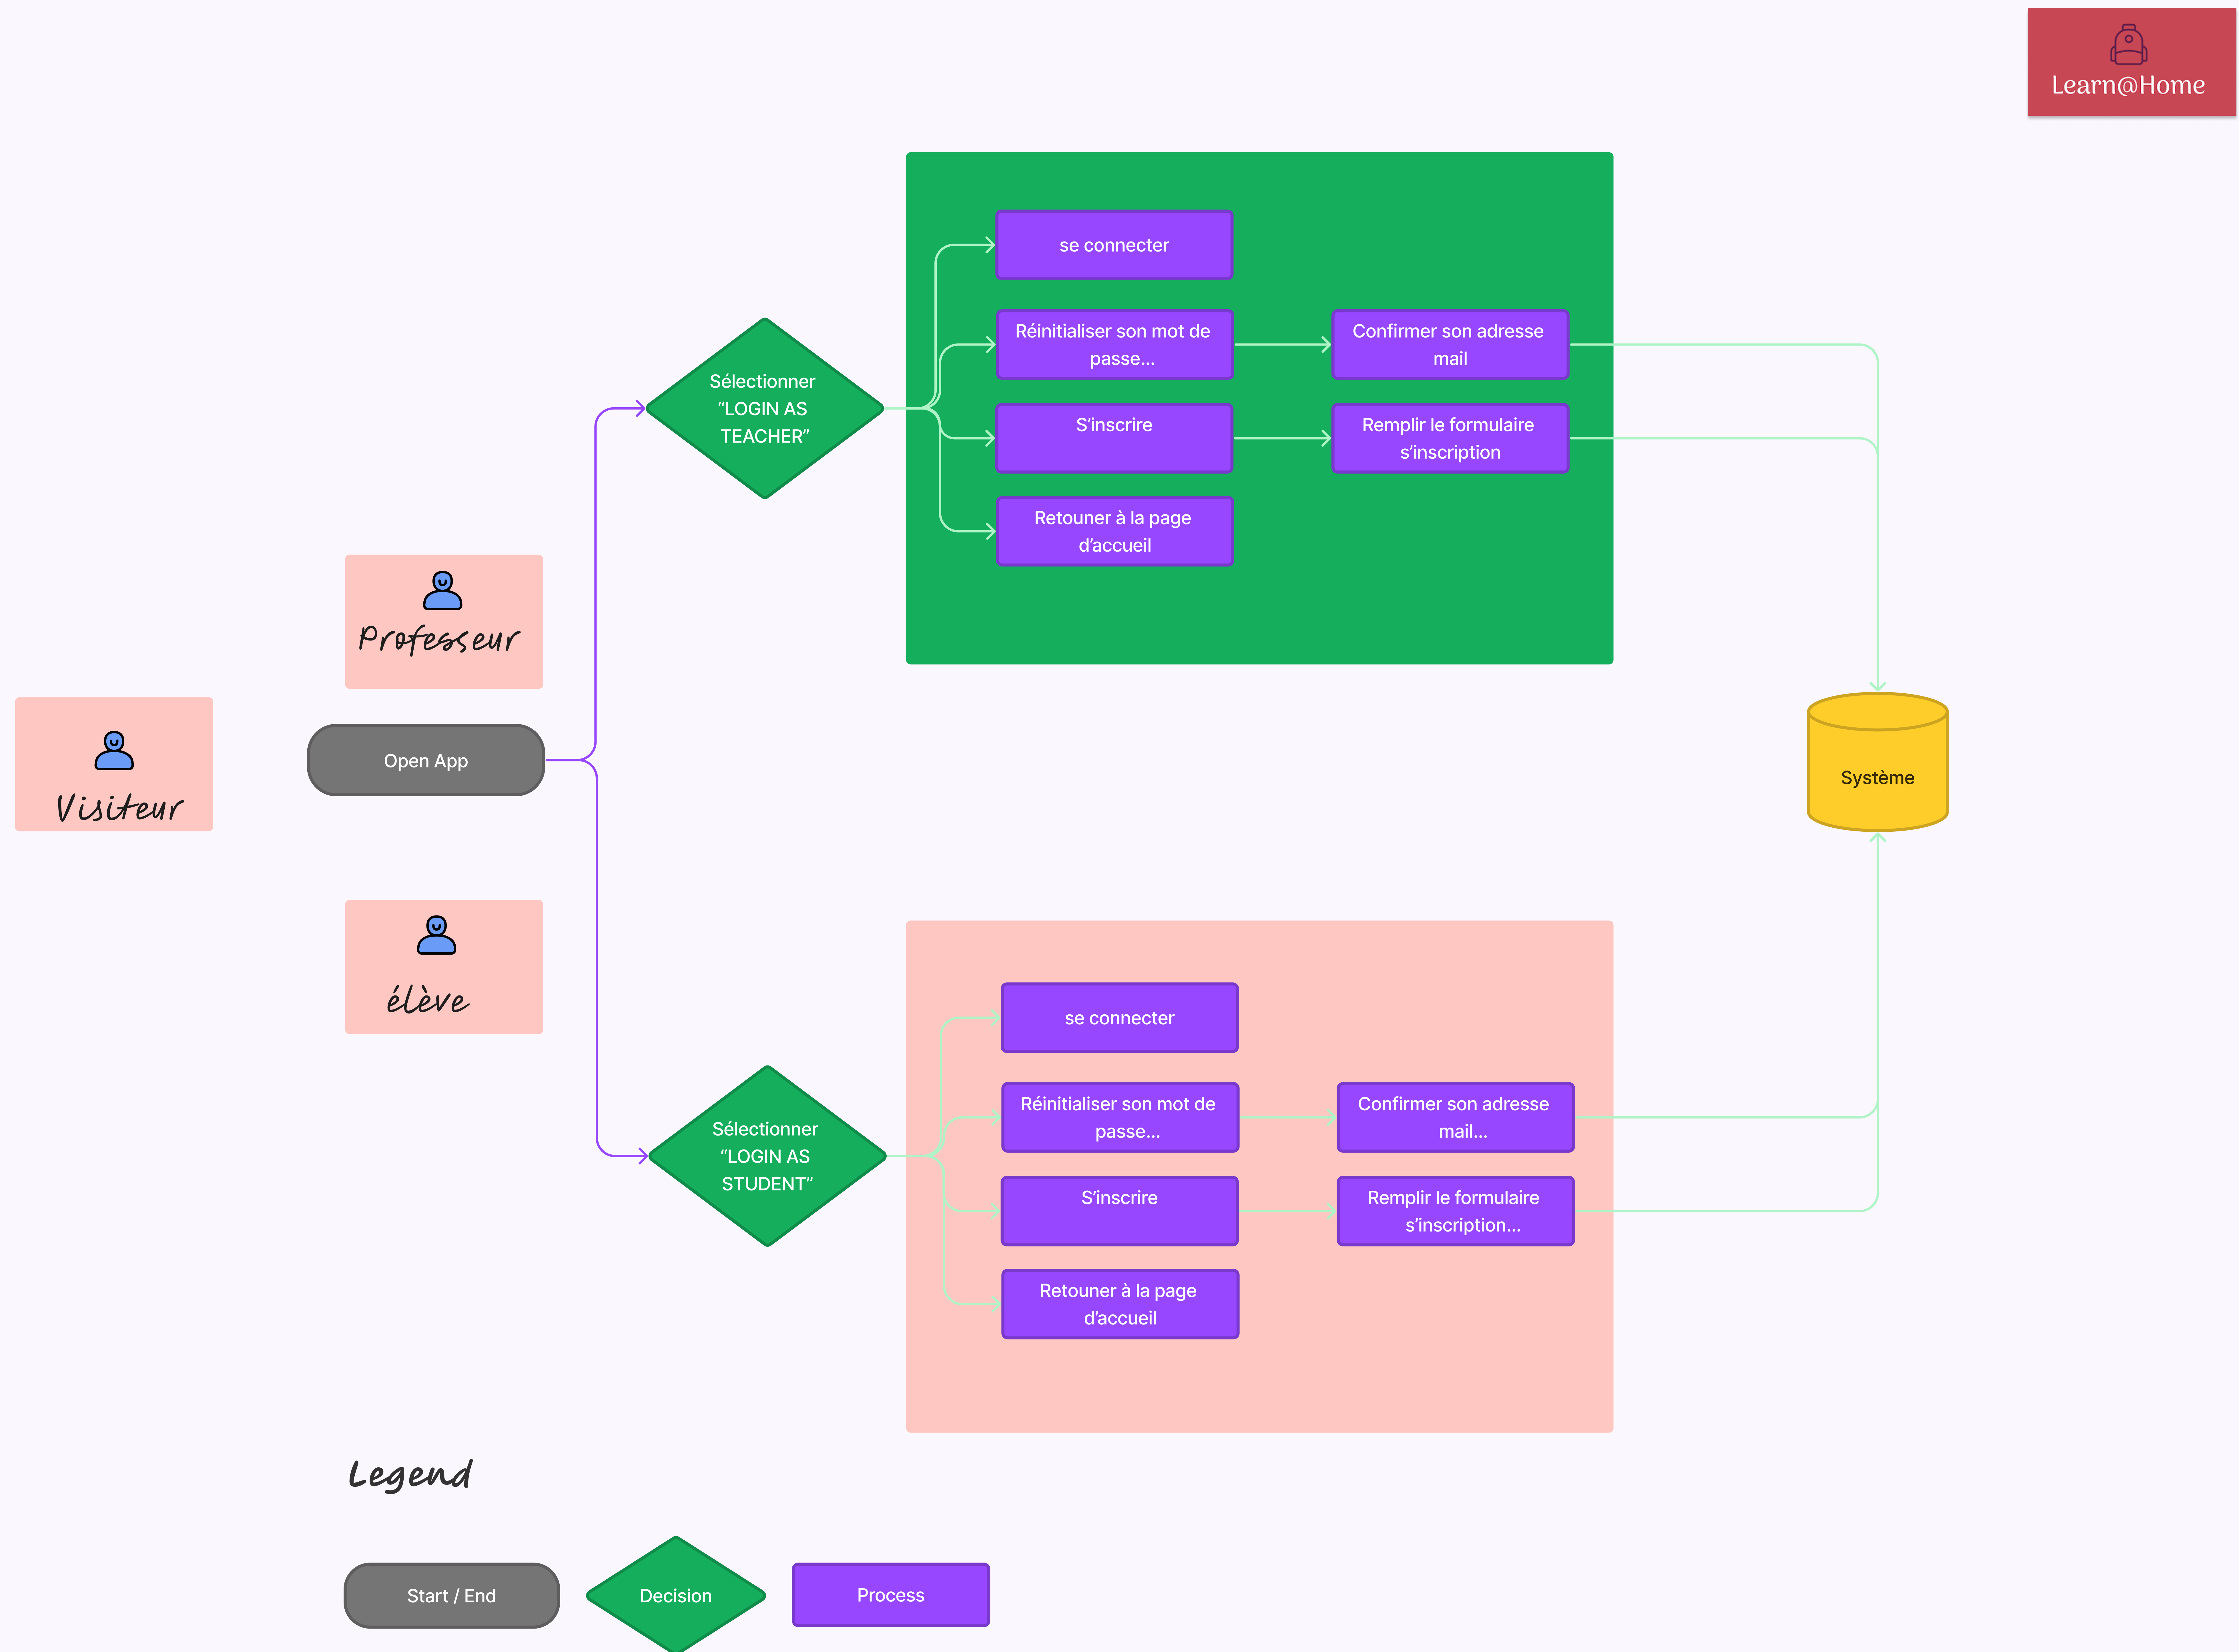 Learn@Home
se connecter
Réinitialiser son mot de
passe...
Confirmer son adresse
mail
Sélectionner
“LOGIN AS
TEACHER”
S’inscrire
Remplir le formulaire
s’inscription
Retouner à la page
d’accueil
Professeur
Visiteur
Open App
Système
élève
se connecter
Réinitialiser son mot de
passe...
Confirmer son adresse
mail...
Sélectionner
“LOGIN AS
STUDENT”
S’inscrire
Remplir le formulaire
s’inscription...
Retouner à la page
d’accueil
Legend
Start / End
Decision
Process